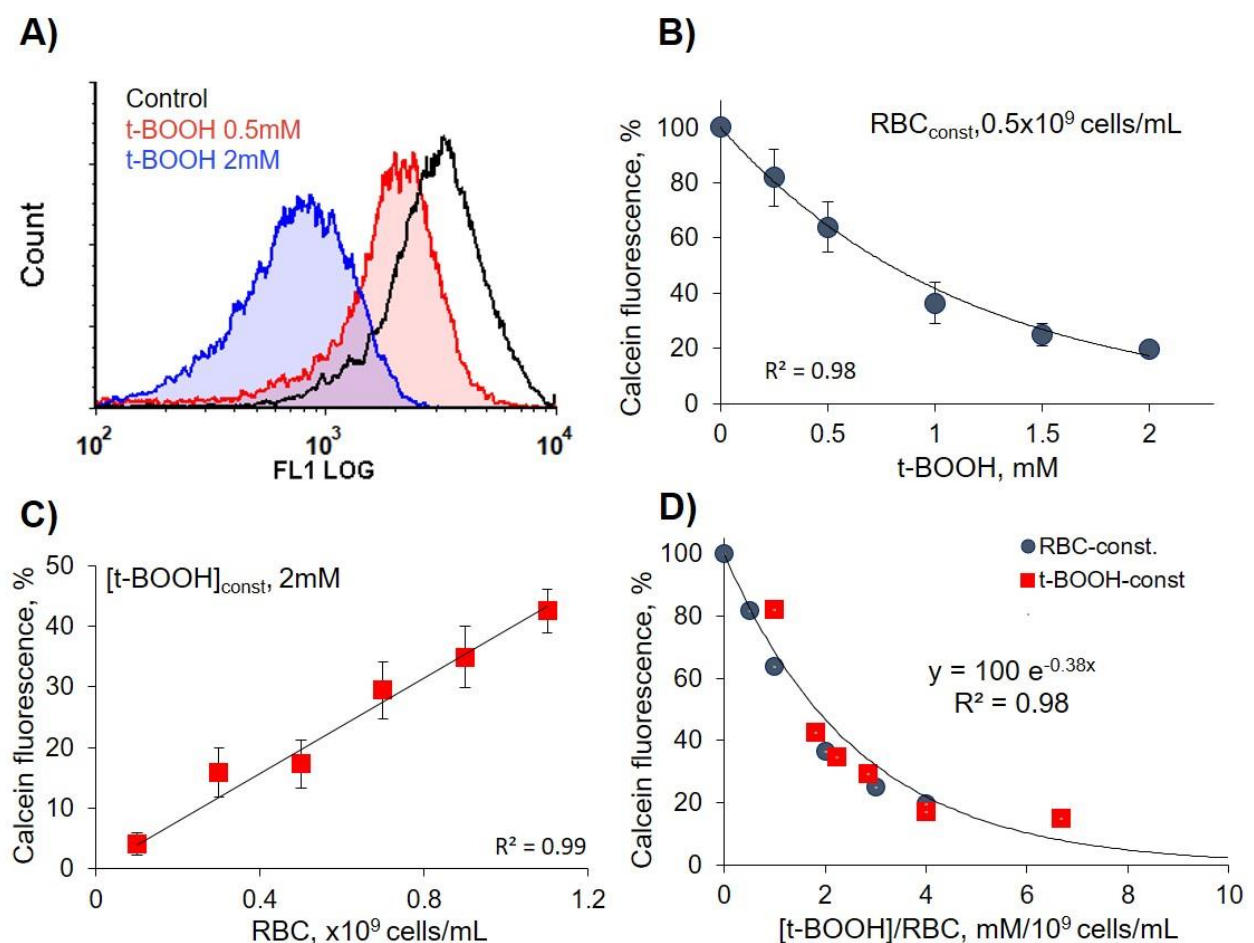 A)
Control
t-BOOH 0.5mM
t-BOOH 2mM
Count
10² 10³ 10⁴
FL1 LOG
B)
RBCconst, 0.5x10⁹ cells/mL
Calcein fluorescence, %
100
80
60
40
20
0
R² = 0.98
0 0.5 1 1.5 2
t-BOOH, mM
C)
[t-BOOH]const, 2mM
Calcein fluorescence, %
50
40
30
20
10
0
R² = 0.99
0 0.4 0.8 1.2
RBC, x10⁹ cells/mL
D)
RBC-const.
t-BOOH-const
Calcein fluorescence, %
100
80
60
40
20
0
y = 100 e⁻⁰·³⁸ˣ
R² = 0.98
0 2 4 6 8 10
[t-BOOH]/RBC, mM/10⁹ cells/mL